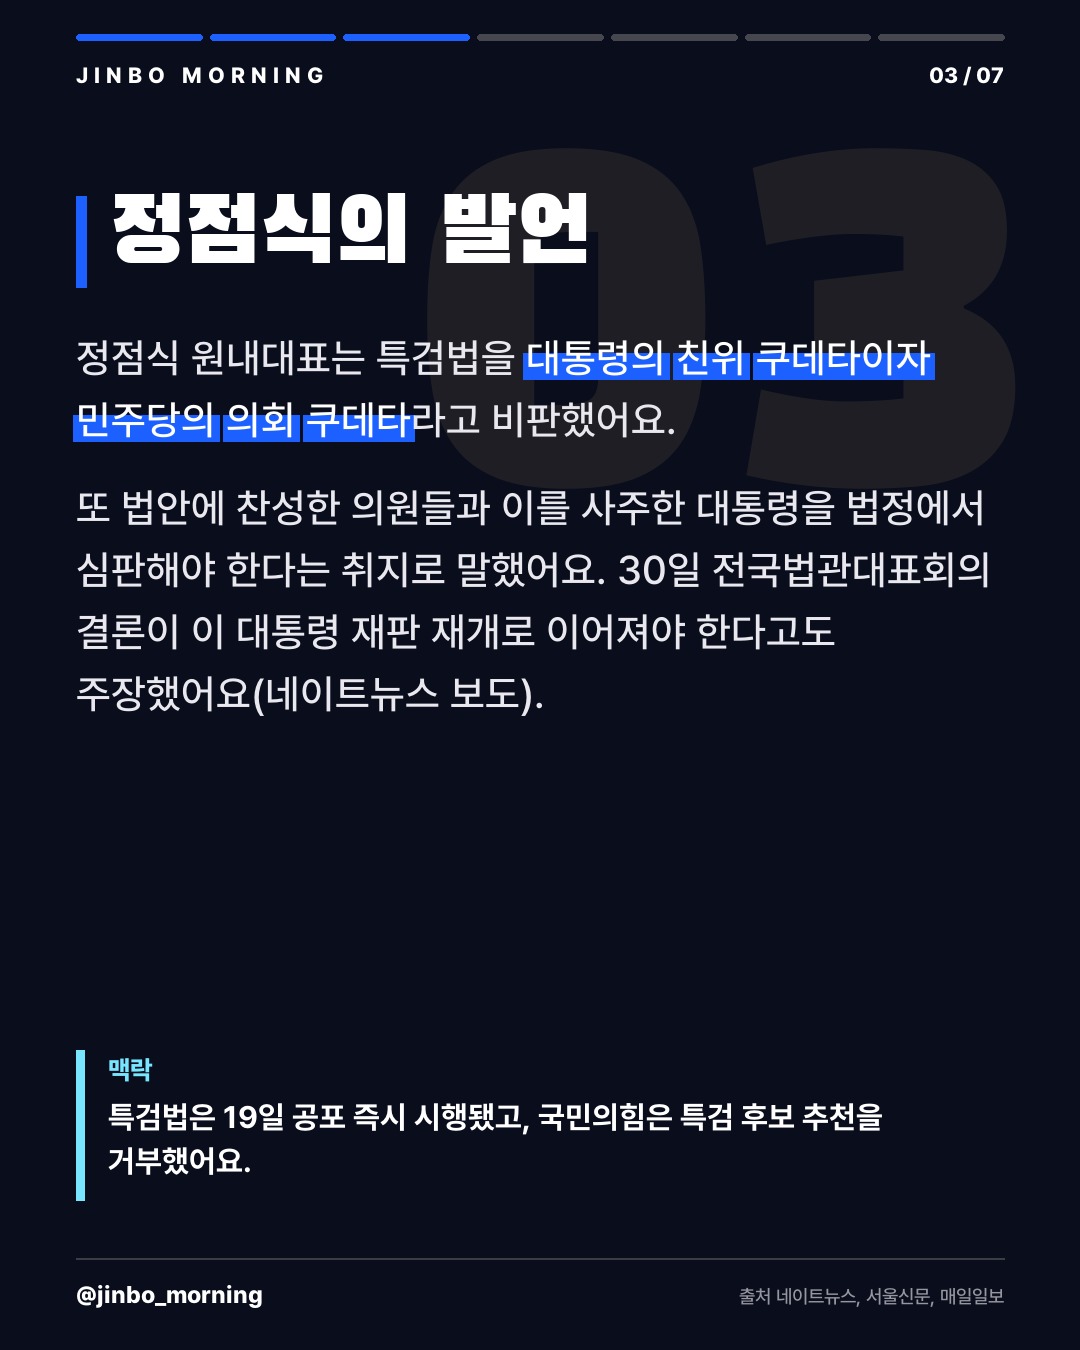 JINBO MORNING
03 / 07
03
정점식의 발언
정점식 원내대표는 특검법을 대통령의 친위 쿠데타이자
민주당의 의회 쿠데타라고 비판했어요.
또 법안에 찬성한 의원들과 이를 사주한 대통령을 법정에서
심판해야 한다는 취지로 말했어요. 30일 전국법관대표회의
결론이 이 대통령 재판 재개로 이어져야 한다고도
주장했어요(네이트뉴스 보도).
맥락
특검법은 19일 공포 즉시 시행됐고, 국민의힘은 특검 후보 추천을
거부했어요.
@jinbo_morning
출처 네이트뉴스, 서울신문, 매일일보